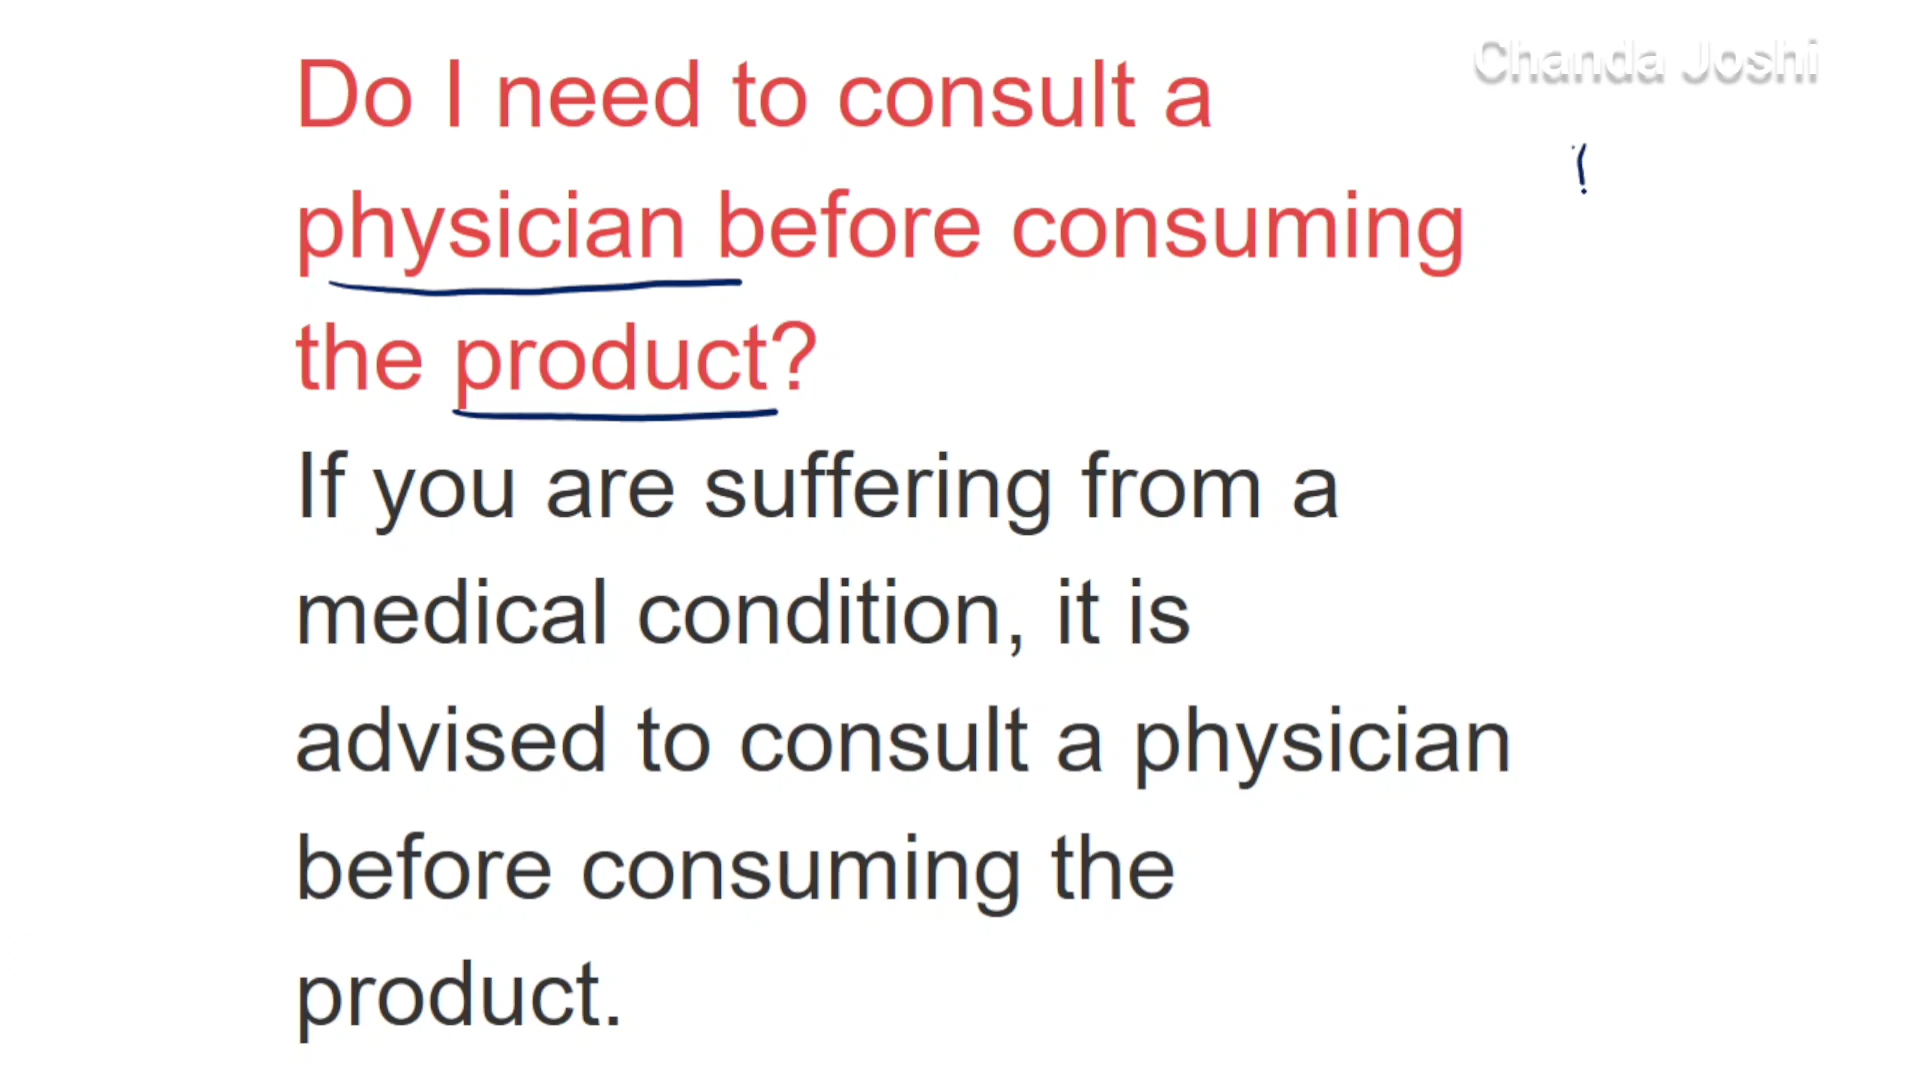 Chanda Joshi
Do I need to consult a
physician before consuming
the product?
If you are suffering from a
medical condition, it is
advised to consult a physician
before consuming the
product.